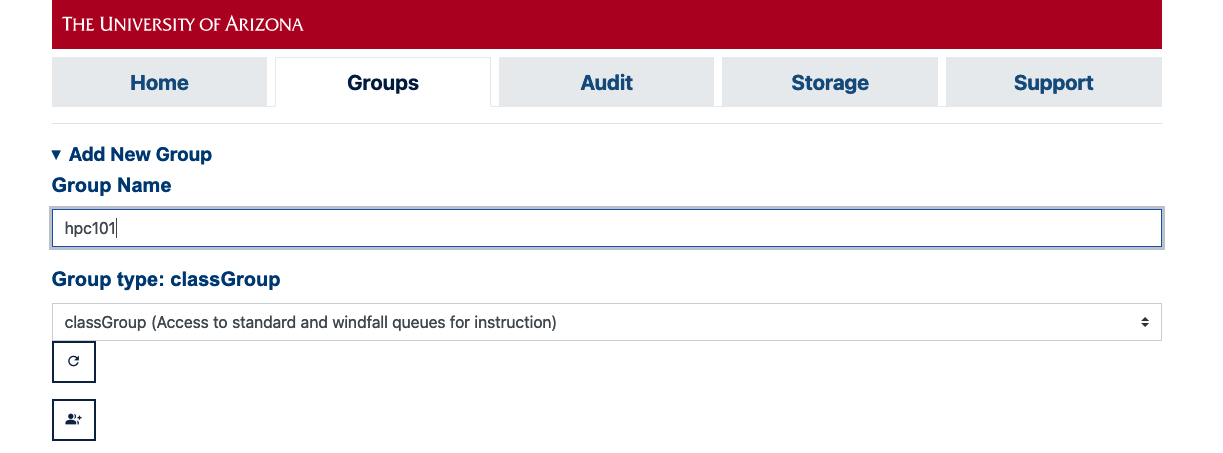 THE UNIVERSITY OF ARIZONA
Home Groups Audit Storage Support
▼ Add New Group
Group Name
hpc101
Group type: classGroup
classGroup (Access to standard and windfall queues for instruction)